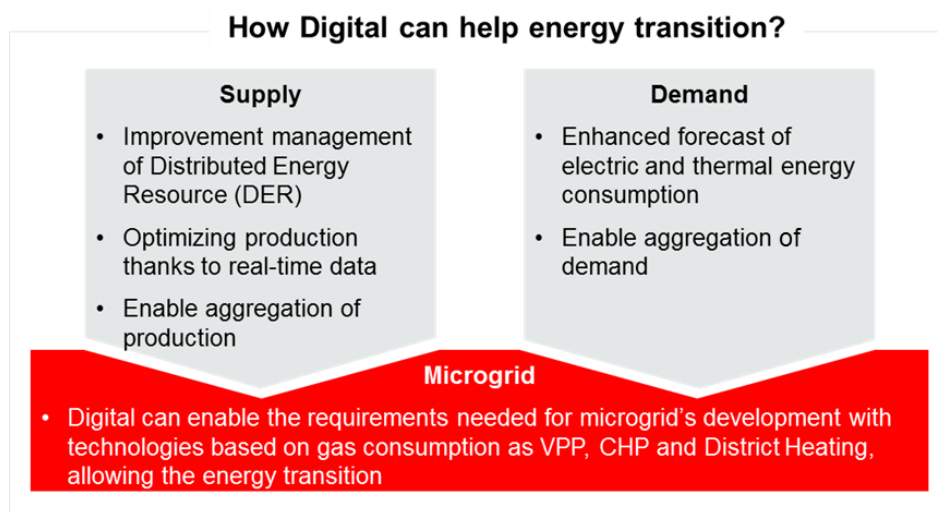 How Digital can help energy transition?
Supply
• Improvement management
of Distributed Energy
Resource (DER)
• Optimizing production
thanks to real-time data
• Enable aggregation of
production
Demand
• Enhanced forecast of
electric and thermal energy
consumption
• Enable aggregation of
demand
Microgrid
• Digital can enable the requirements needed for microgrid’s development with
technologies based on gas consumption as VPP, CHP and District Heating,
allowing the energy transition